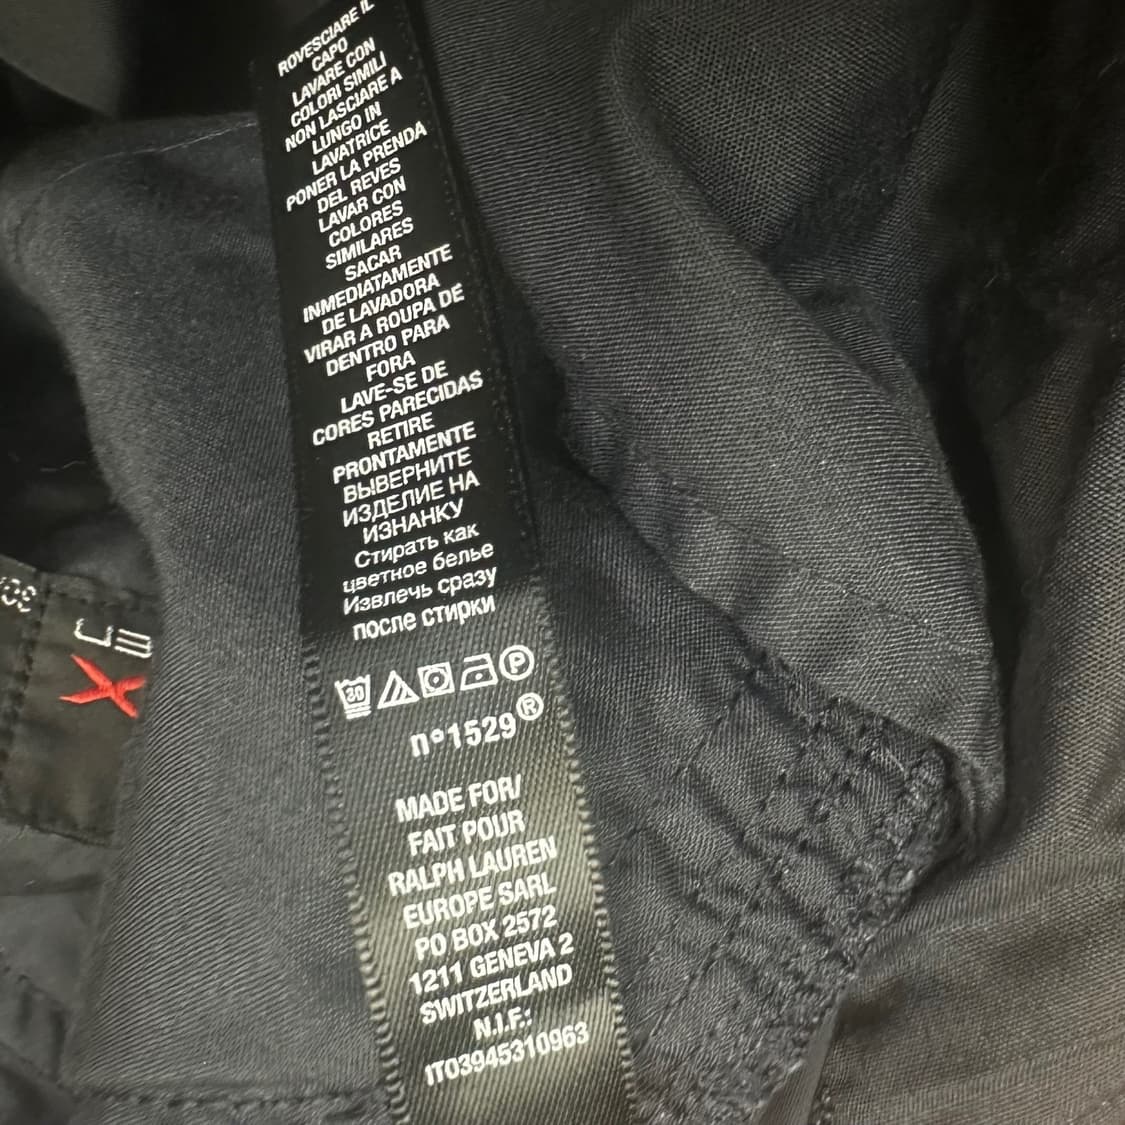 ROVESCIARE IL
CAPO
LAVARE CON
COLORI SIMILI
NON LASCIARE A
LUNGO IN
LAVATRICE
PONER LA PRENDA
DEL REVES
LAVAR CON
COLORES
SIMILARES
SACAR
INMEDIATAMENTE
DE LAVADORA
VIRAR A ROUPA DE
DENTRO PARA
FORA
LAVE-SE DE
CORES PARECIDAS
RETIRE
PRONTAMENTE
ВЫВЕРНИТЕ
ИЗДЕЛИЕ НА
ИЗНАНКУ
Стирать как
цветное белье
Извлечь сразу
после стирки
30 P
n°1529®
MADE FOR/
FAIT POUR
RALPH LAUREN
EUROPE SARL
PO BOX 2572
1211 GENEVA 2
SWITZERLAND
N.I.F.:
IT03945310963
X